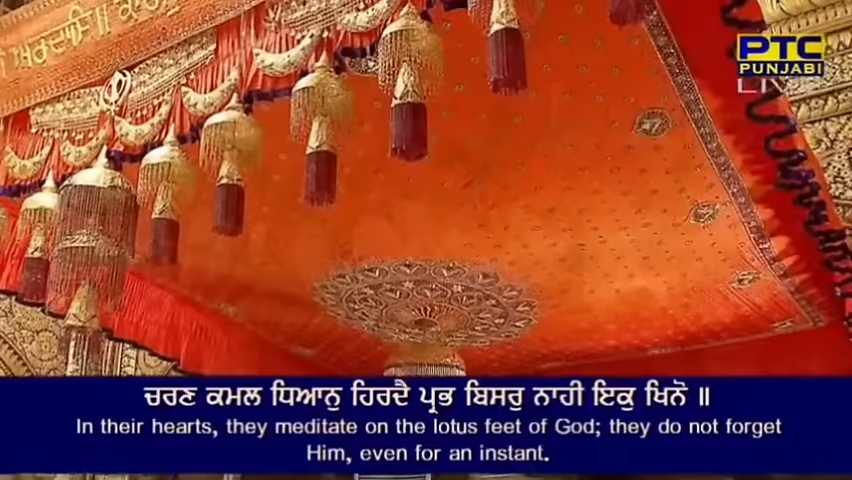 PTC
PUNJABI
LIVE
ਚਰਣ ਕਮਲ ਧਿਆਨੁ ਹਿਰਦੈ ਪ੍ਰਭ ਬਿਸਰੁ ਨਾਹੀ ਇਕੁ ਖਿਨੋ ॥
In their hearts, they meditate on the lotus feet of God; they do not forget
Him, even for an instant.